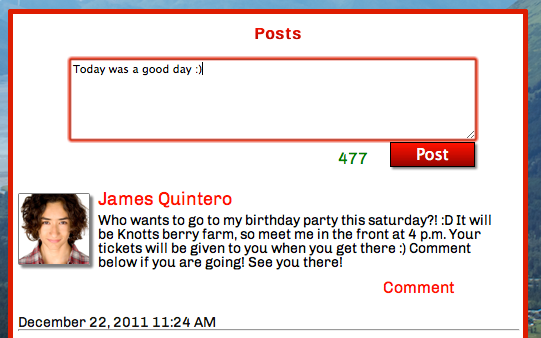 Posts
Today was a good day :)
477
Post
James Quintero
Who wants to go to my birthday party this saturday?! :D It will
be Knotts berry farm, so meet me in the front at 4 p.m. Your
tickets will be given to you when you get there :) Comment
below if you are going! See you there!
Comment
December 22, 2011 11:24 AM